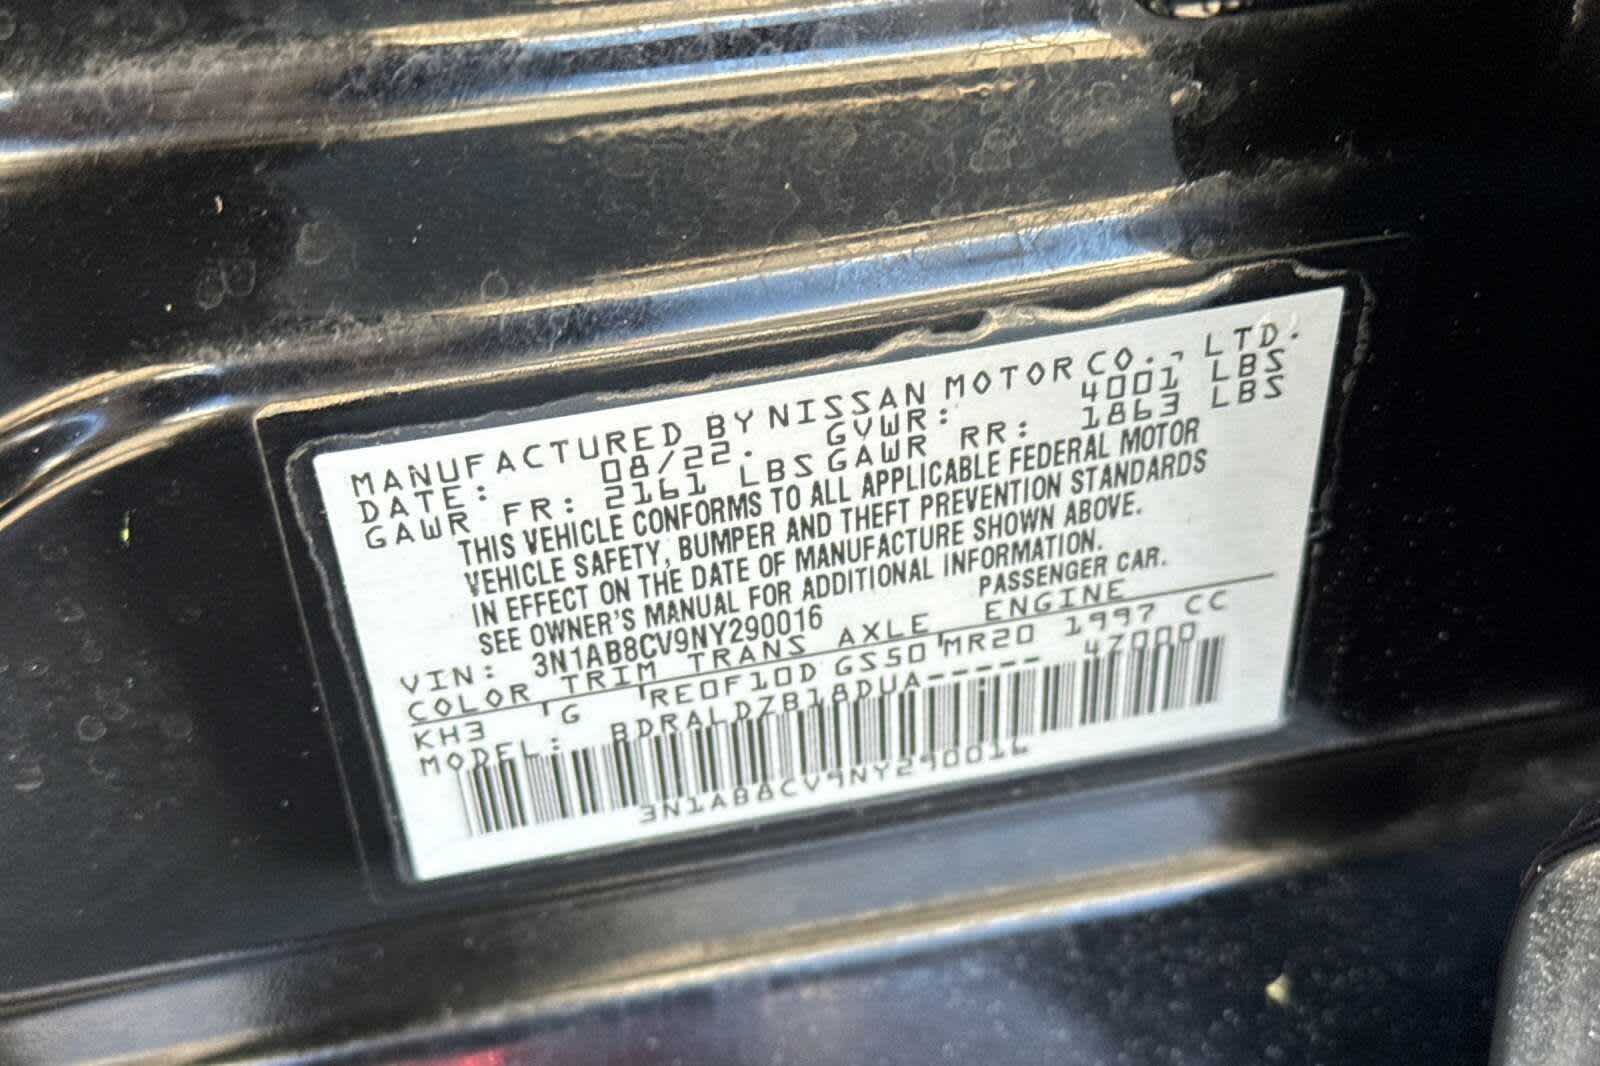 MANUFACTURED BY NISSAN MOTOR CO., LTD.
DATE: 08/22. GVWR: 4001 LBS
GAWR FR: 2161 LBS GAWR RR: 1863 LBS
THIS VEHICLE CONFORMS TO ALL APPLICABLE FEDERAL MOTOR
VEHICLE SAFETY, BUMPER AND THEFT PREVENTION STANDARDS
IN EFFECT ON THE DATE OF MANUFACTURE SHOWN ABOVE.
SEE OWNER'S MANUAL FOR ADDITIONAL INFORMATION.
VIN: 3N1AB8CV9NY290016 PASSENGER CAR.
COLOR TRIM TRANS AXLE ENGINE
KH3 G RE0F10D GS50 MR20 1997 CC
MODEL: BDRALDZB18DUA----- 4Z000
3N1AB8CV9NY290016